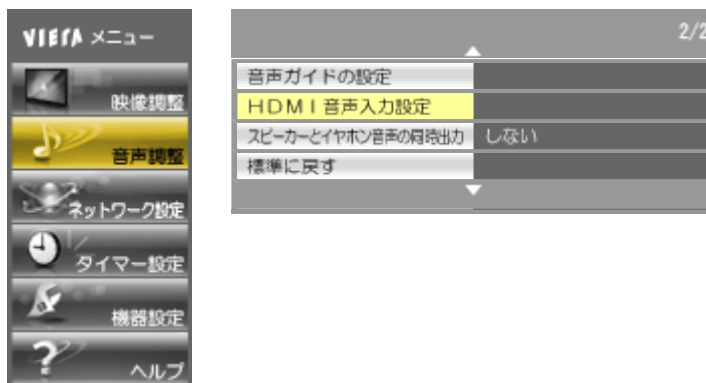 VIERA メニュー
映像調整
音声調整
ネットワーク設定
タイマー設定
機器設定
ヘルプ
2/2
音声ガイドの設定
HDMI音声入力設定
スピーカーとイヤホン音声の同時出力 しない
標準に戻す